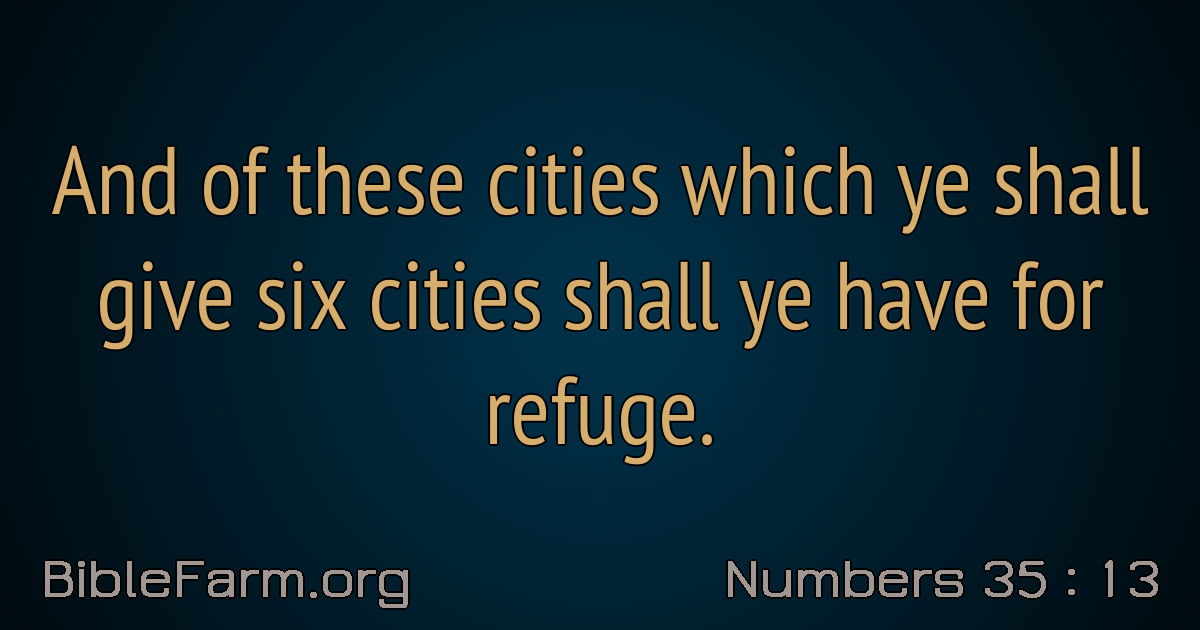 And of these cities which ye shall
give six cities shall ye have for
refuge.
BibleFarm.org
Numbers 35 : 13